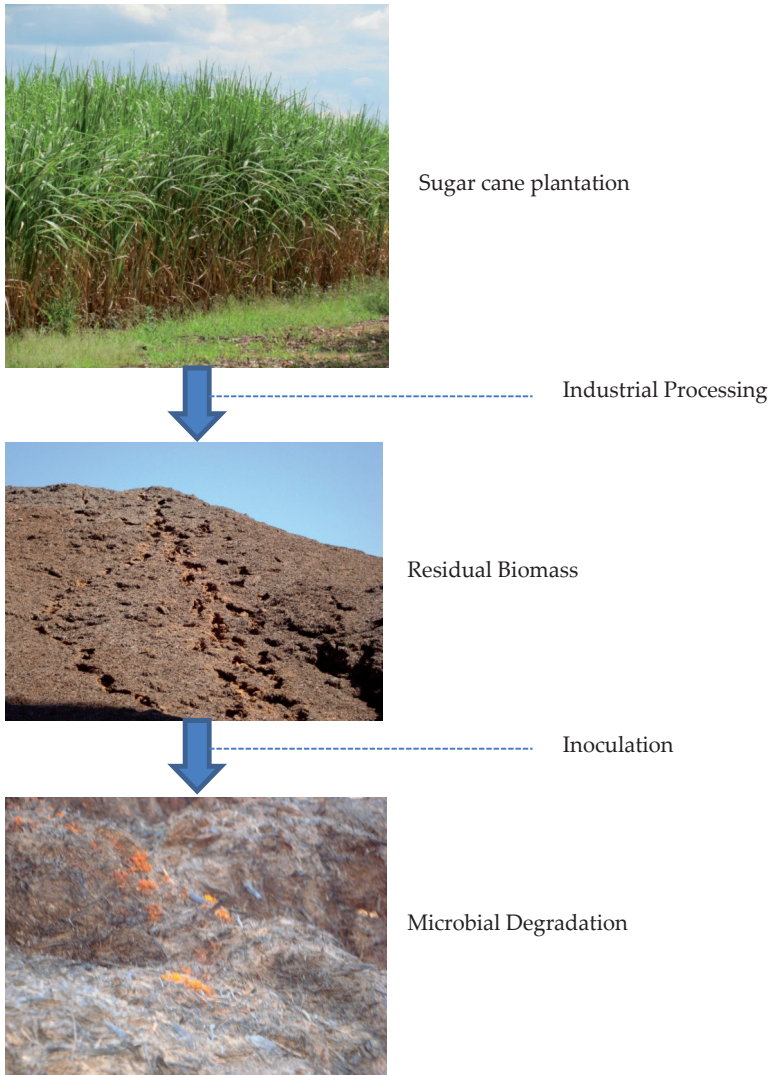 Sugar cane plantation
Industrial Processing
Residual Biomass
Inoculation
Microbial Degradation